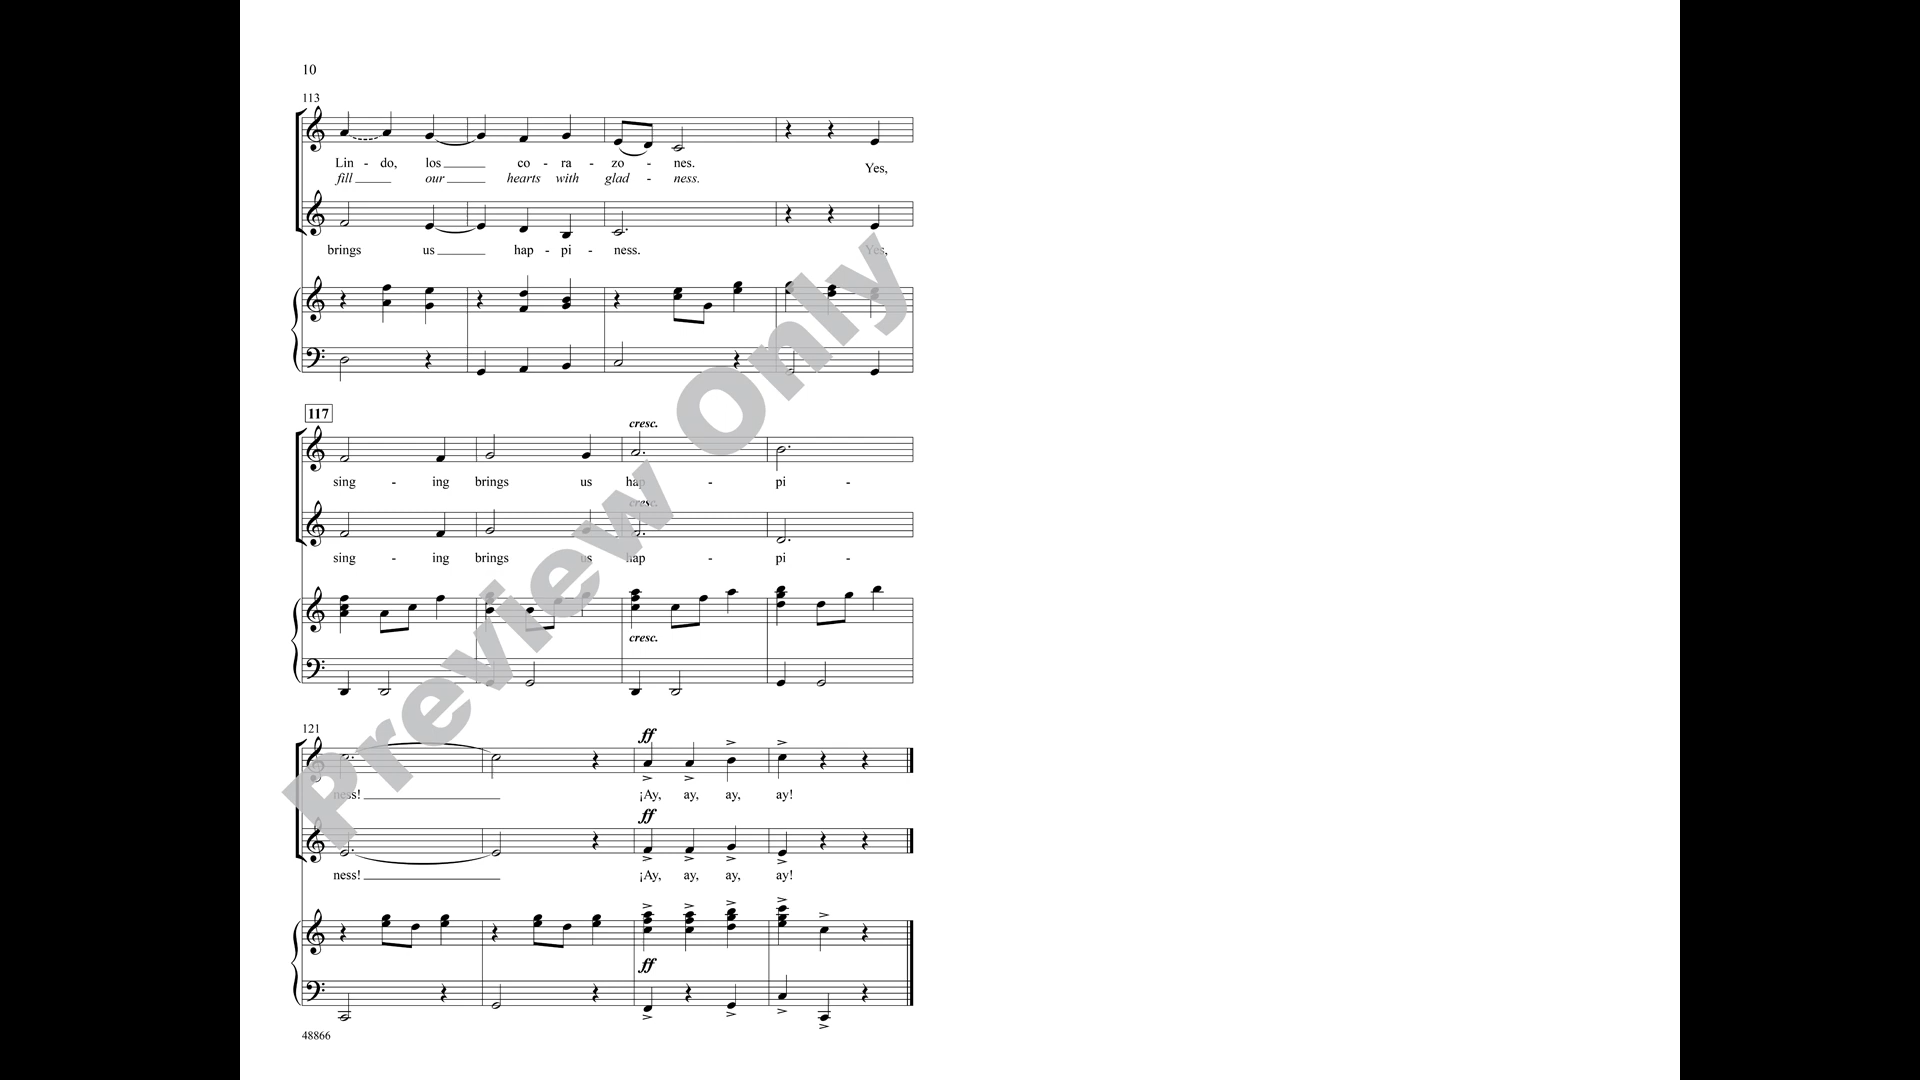 10
113
Lin - do, los co - ra - zo - nes. Yes,
fill our hearts with glad - ness.
brings us hap - pi - ness. Yes,
117
cresc.
sing - ing brings us hap - pi -
cresc.
sing - ing brings us hap - pi -
cresc.
121
ff
ness! ¡Ay, ay, ay, ay!
ff
ness! ¡Ay, ay, ay, ay!
ff
48866
Preview Only